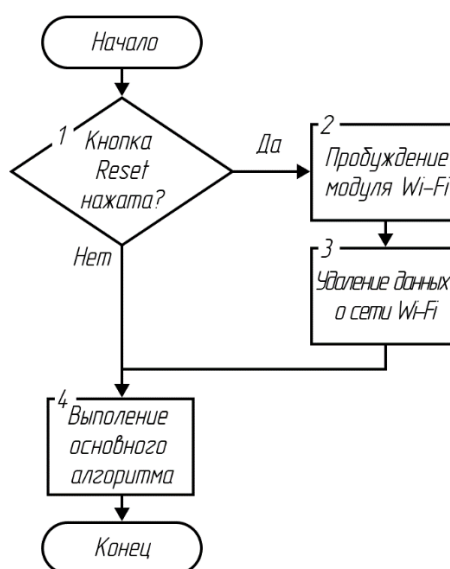 Начало
1
Кнопка
Reset
нажата?
Да
2
Пробуждение
модуля Wi-Fi
Нет
3
Удаление данных
о сети Wi-Fi
4
Выполение
основного
алгоритма
Конец